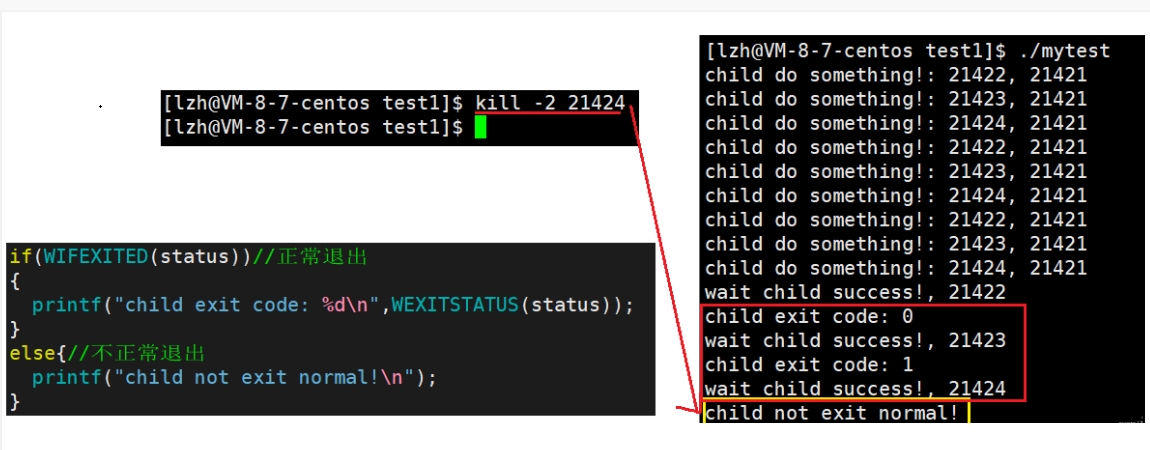 [lzh@VM-8-7-centos test1]$ kill -2 21424
[lzh@VM-8-7-centos test1]$
if(WIFEXITED(status))//正常退出
{
  printf("child exit code: %d\n",WEXITSTATUS(status));
}
else{//不正常退出
  printf("child not exit normal!\n");
}
[lzh@VM-8-7-centos test1]$ ./mytest
child do something!: 21422, 21421
child do something!: 21423, 21421
child do something!: 21424, 21421
child do something!: 21422, 21421
child do something!: 21423, 21421
child do something!: 21424, 21421
child do something!: 21422, 21421
child do something!: 21423, 21421
child do something!: 21424, 21421
wait child success!, 21422
child exit code: 0
wait child success!, 21423
child exit code: 1
wait child success!, 21424
child not exit normal!